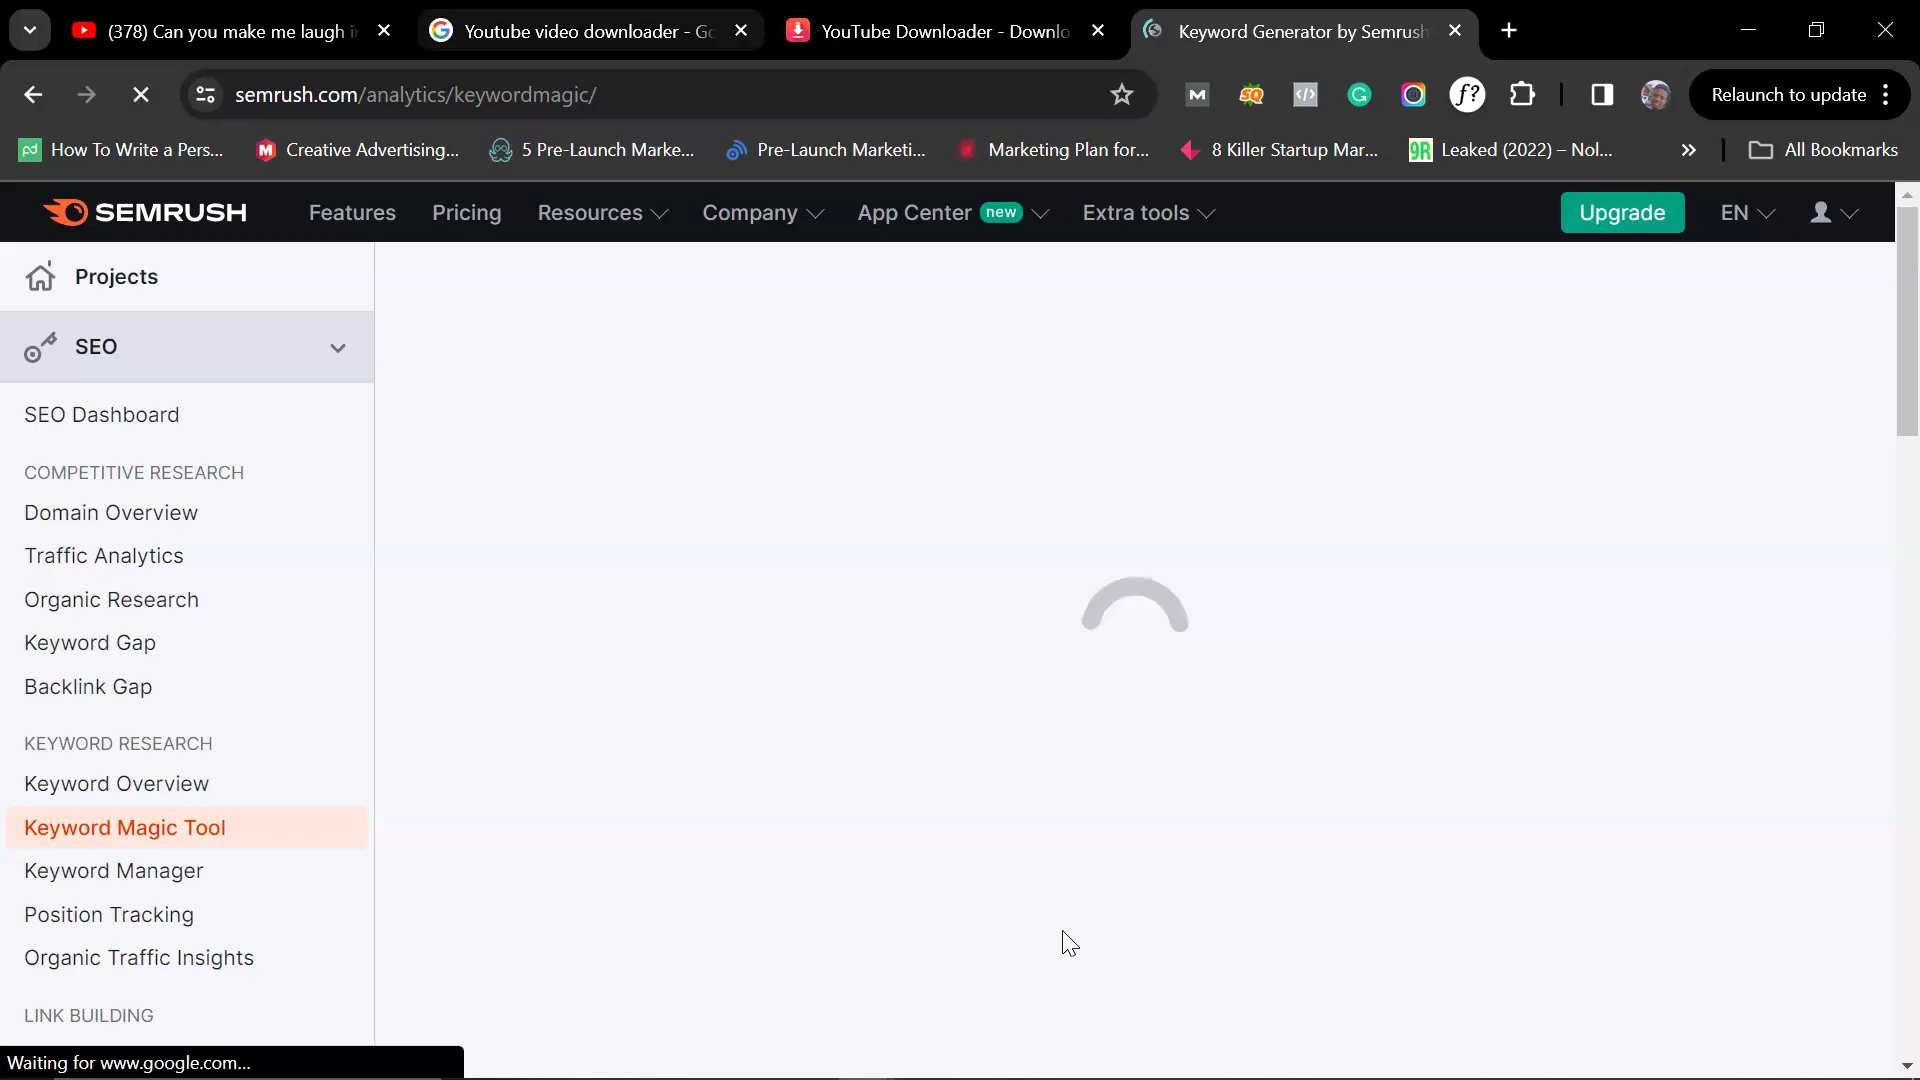 (378) Can you make me laugh i
Youtube video downloader - Go
YouTube Downloader - Downlo
Keyword Generator by Semrush
semrush.com/analytics/keywordmagic/
Relaunch to update
How To Write a Pers...
Creative Advertising...
5 Pre-Launch Marke...
Pre-Launch Marketi...
Marketing Plan for...
8 Killer Startup Mar...
Leaked (2022) – Nol...
All Bookmarks
SEMRUSH
Features
Pricing
Resources
Company
App Center new
Extra tools
Upgrade
EN
Projects
SEO
SEO Dashboard
COMPETITIVE RESEARCH
Domain Overview
Traffic Analytics
Organic Research
Keyword Gap
Backlink Gap
KEYWORD RESEARCH
Keyword Overview
Keyword Magic Tool
Keyword Manager
Position Tracking
Organic Traffic Insights
LINK BUILDING
Waiting for www.google.com...